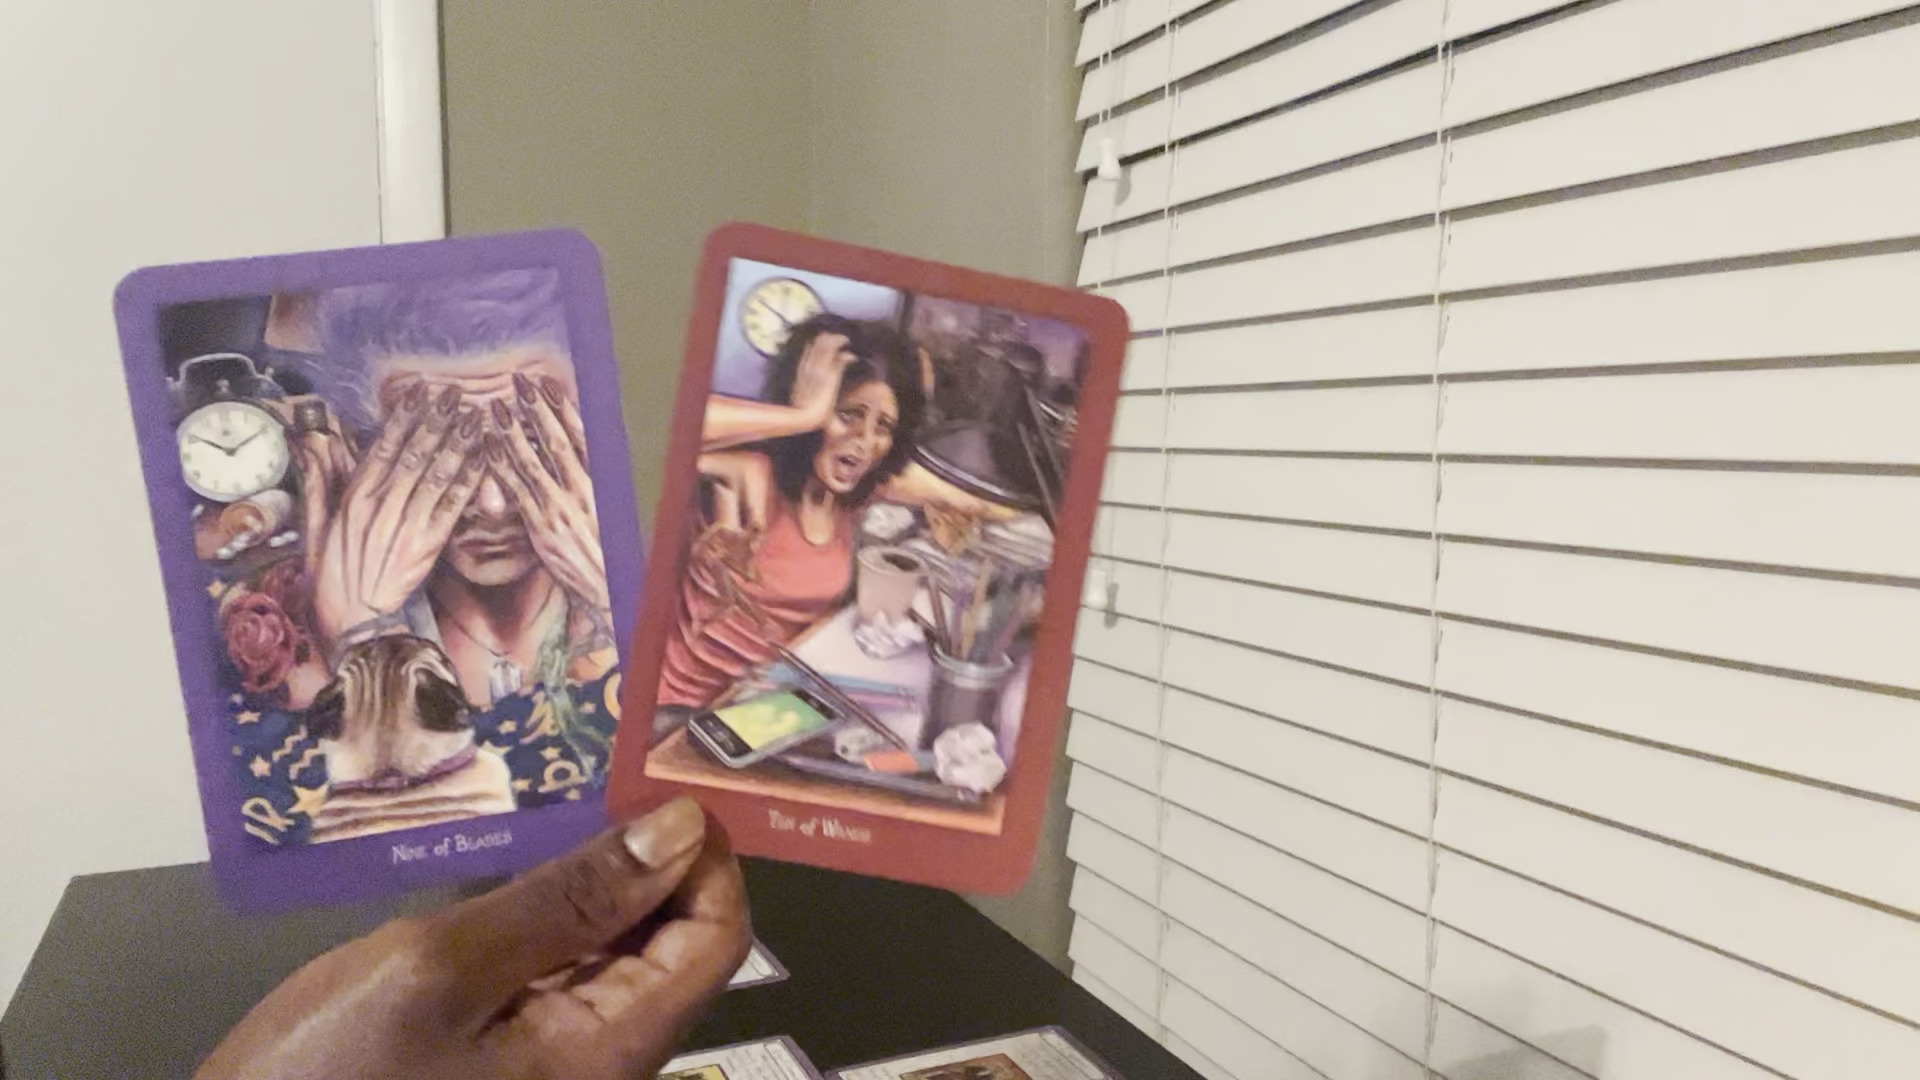 Nine of Blades
Ten of Wands